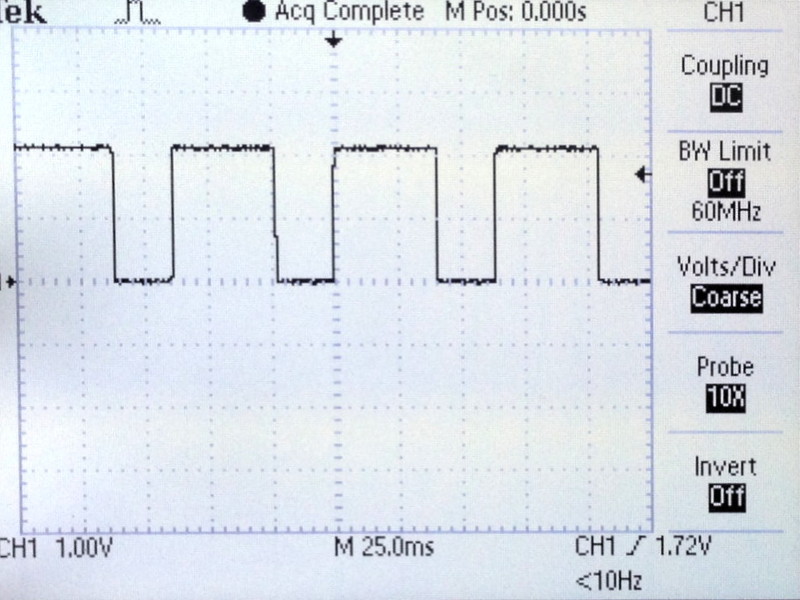 Tek Acq Complete M Pos: 0.000s CH1
Coupling
DC
BW Limit
Off
60MHz
Volts/Div
Coarse
Probe
10X
Invert
Off
CH1 1.00V M 25.0ms CH1 1.72V
<10Hz